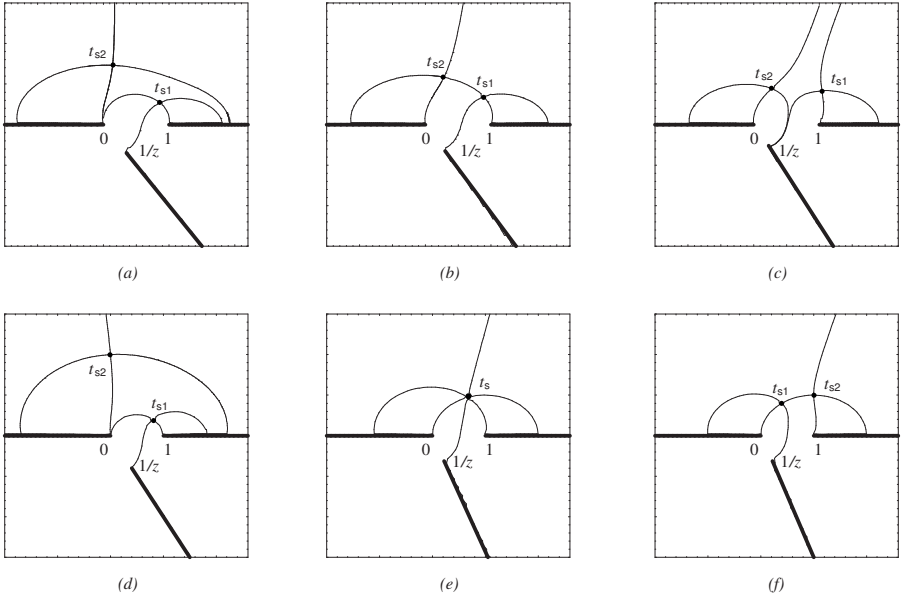 t_s2
t_s1
0 1
1/z
(a)
t_s2
t_s1
0 1
1/z
(b)
t_s2
t_s1
0 1
1/z
(c)
t_s2
t_s1
0 1
1/z
(d)
t_s
0 1
1/z
(e)
t_s1 t_s2
0 1
1/z
(f)